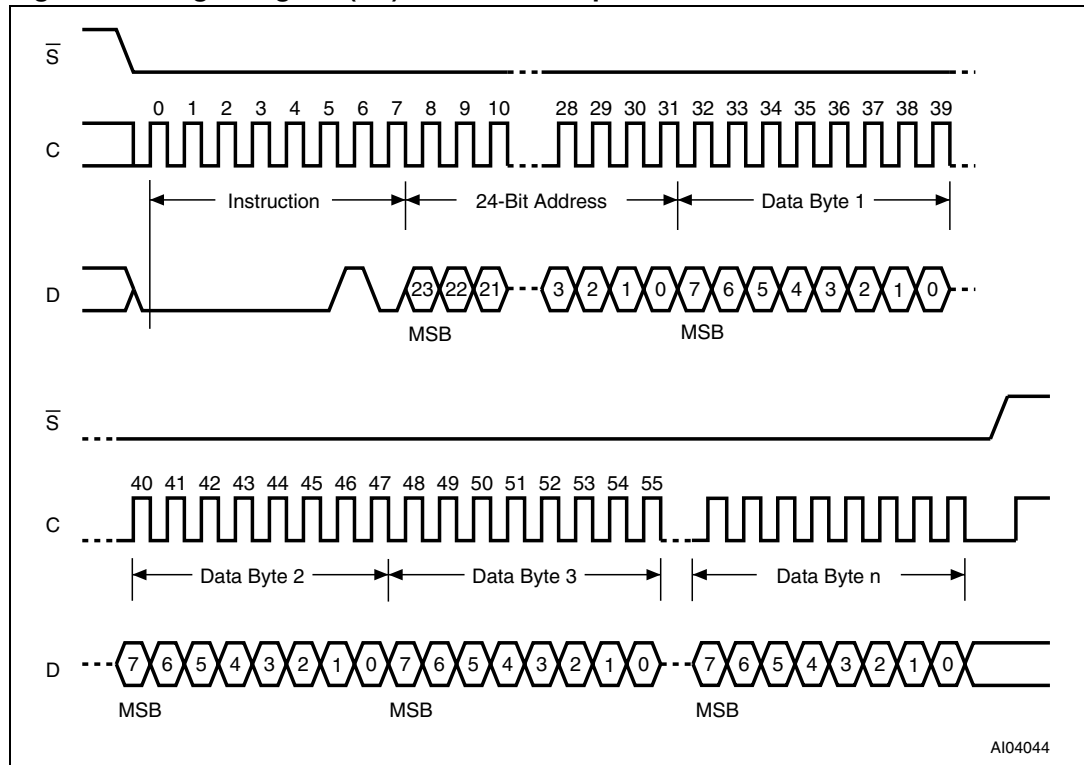 S
0 1 2 3 4 5 6 7 8 9 10 28 29 30 31 32 33 34 35 36 37 38 39
C
Instruction 24-Bit Address Data Byte 1
D 23 22 21 3 2 1 0 7 6 5 4 3 2 1 0
MSB MSB
S
40 41 42 43 44 45 46 47 48 49 50 51 52 53 54 55
C
Data Byte 2 Data Byte 3 Data Byte n
D 7 6 5 4 3 2 1 0 7 6 5 4 3 2 1 0 7 6 5 4 3 2 1 0
MSB MSB MSB
AI04044